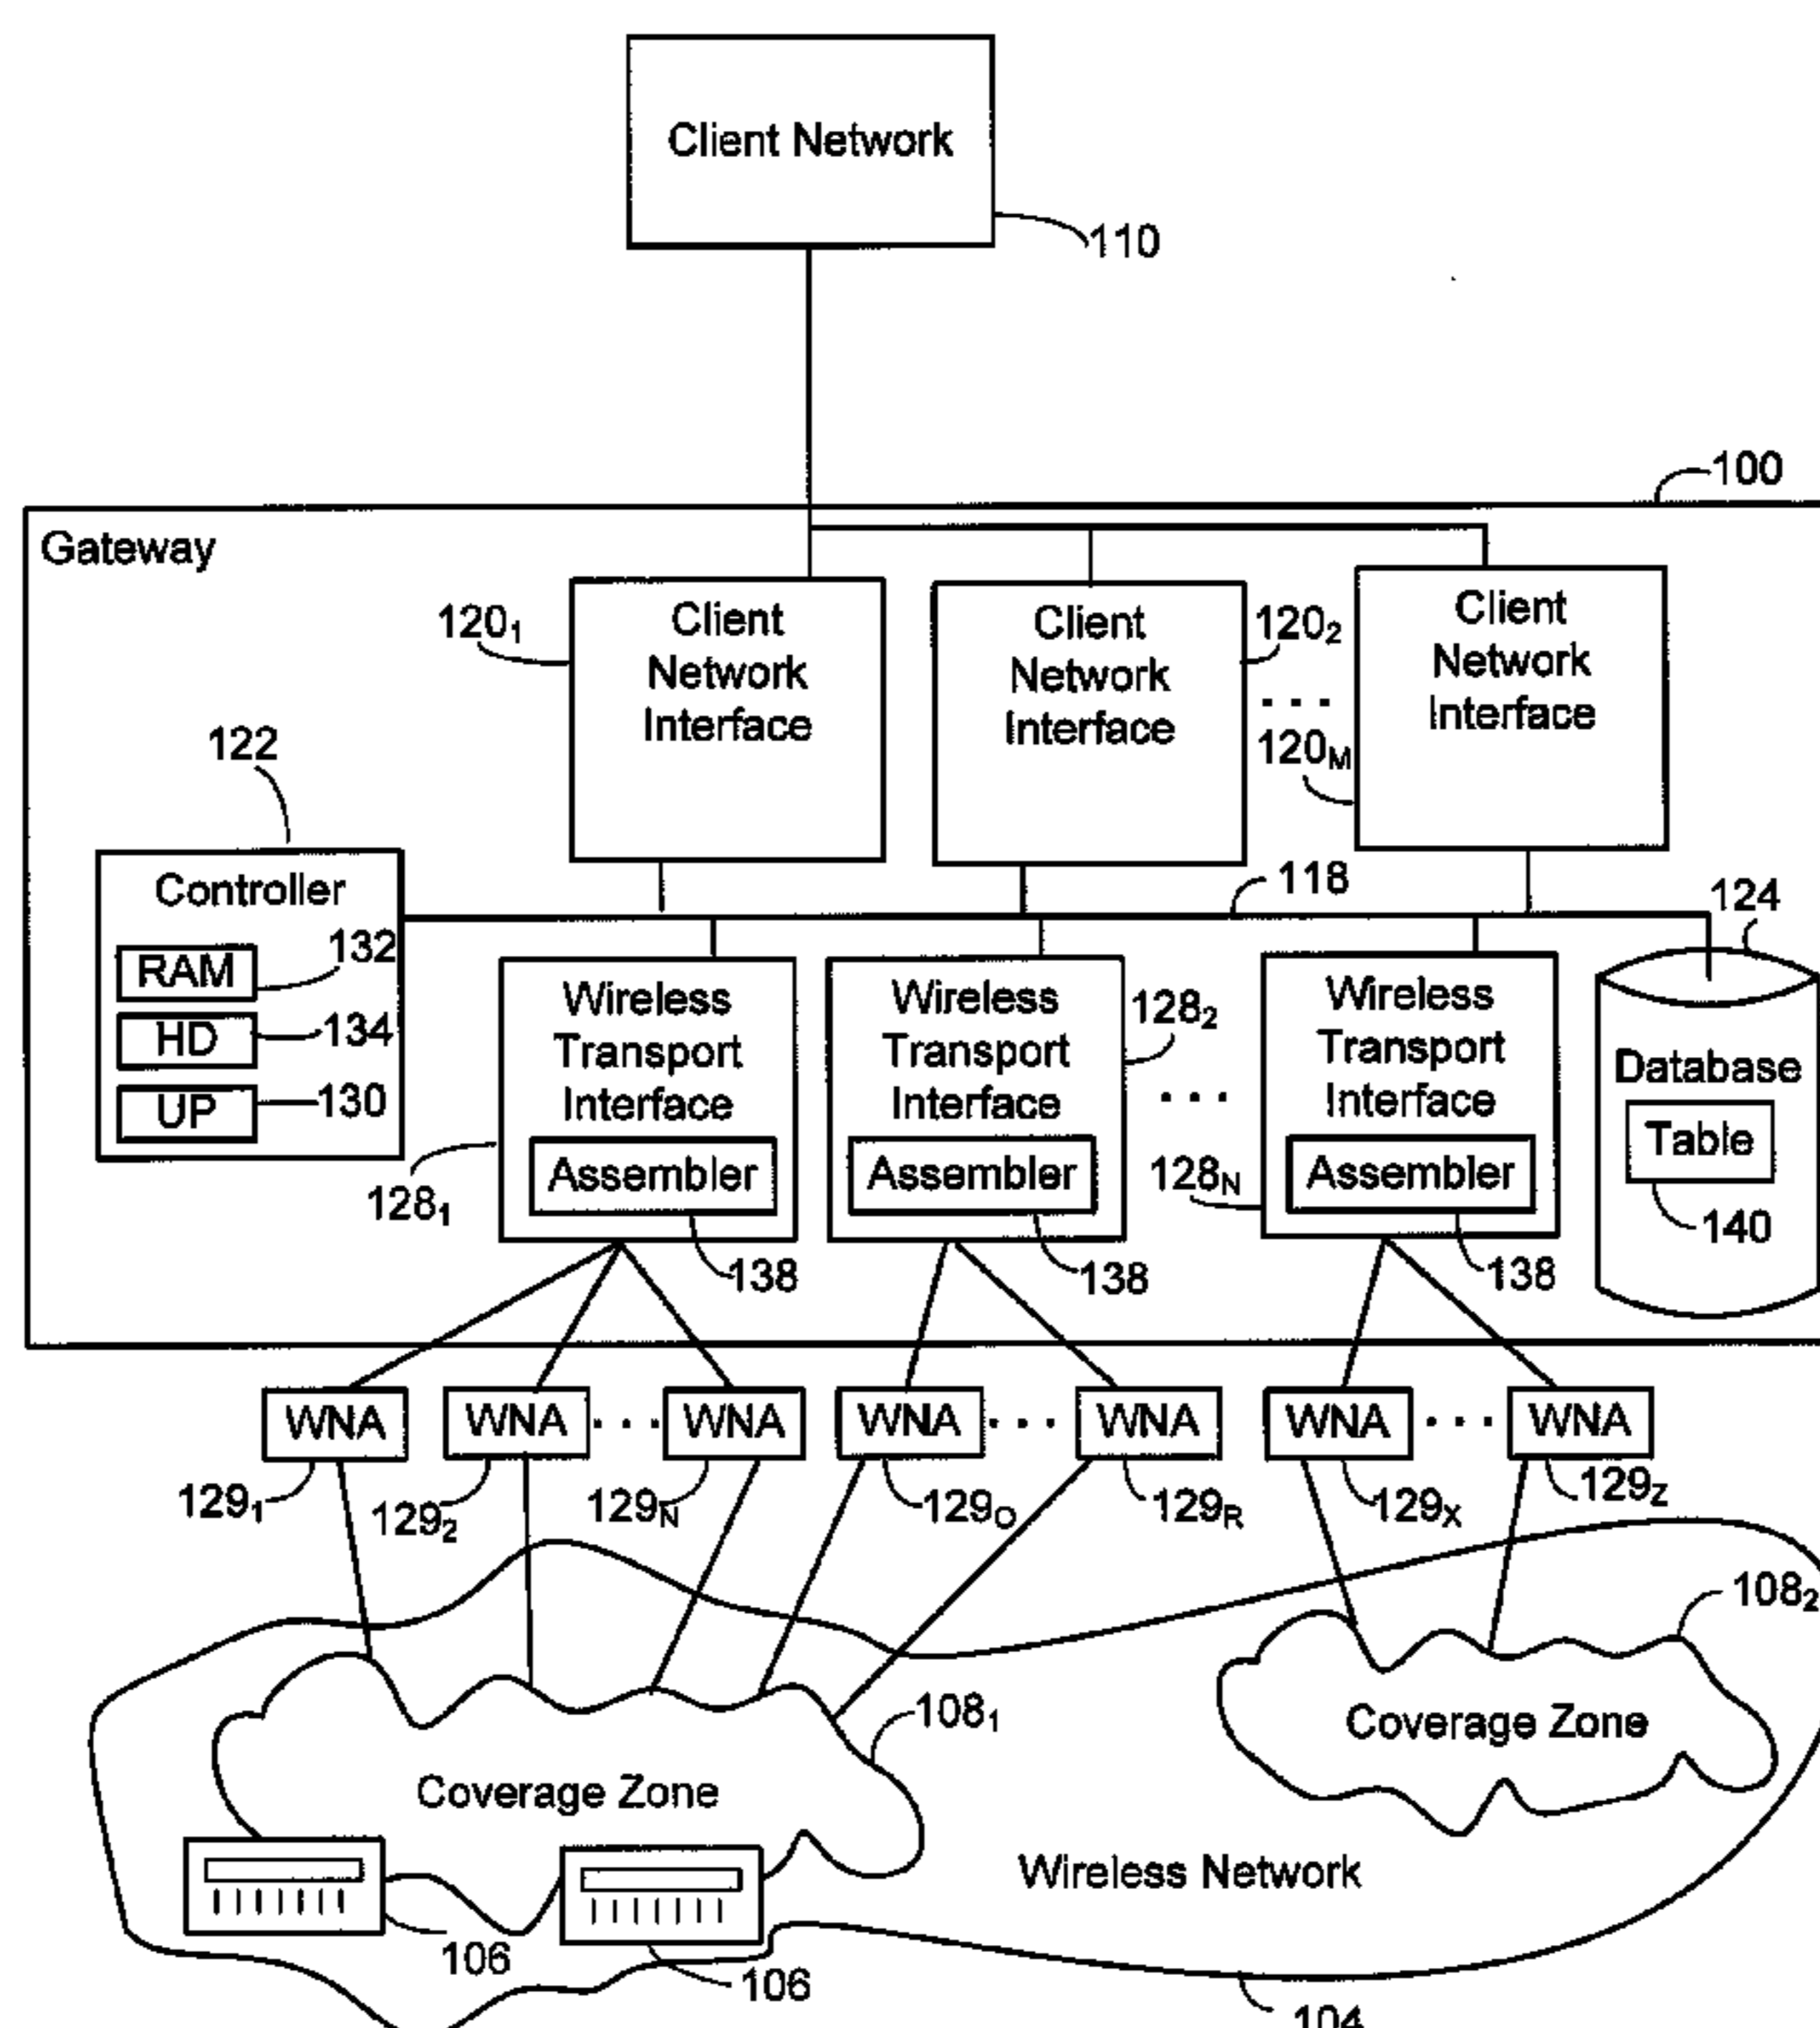 Client Network
110
100
Gateway
120₁
Client
Network
Interface
Client
Network
Interface
120₂
. . .
120M
Client
Network
Interface
122
Controller
RAM
132
HD
134
UP
130
118
124
Wireless
Transport
Interface
Assembler
128₁
138
Wireless
Transport
Interface
Assembler
128₂
138
. . .
Wireless
Transport
Interface
Assembler
128N
138
Database
Table
140
WNA
WNA
. . .
WNA
WNA
. . .
WNA
WNA
. . .
WNA
129₁
129₂
129N
129O
129R
129X
129Z
108₂
108₁
Coverage Zone
Coverage Zone
Wireless Network
106
106
104